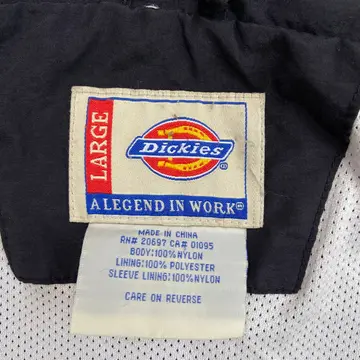 LARGE
Dickies®
A LEGEND IN WORK®
MADE IN CHINA
RN# 20697 CA# 01095
BODY:100%NYLON
LINING:100% POLYESTER
SLEEVE LINING:100%NYLON
CARE ON REVERSE